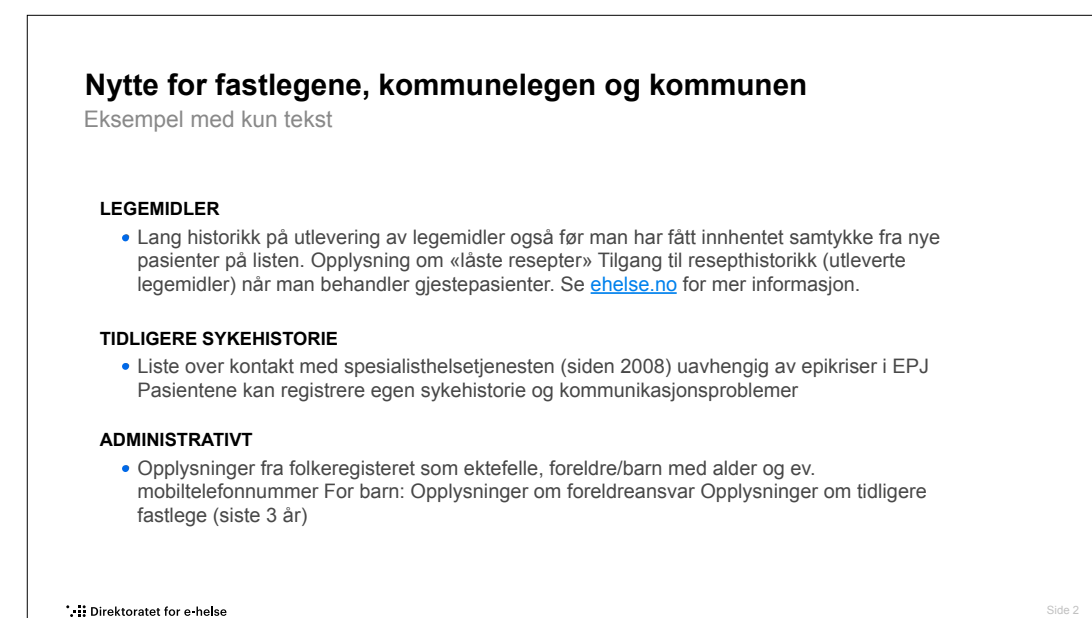 Nytte for fastlegene, kommunelegen og kommunen
Eksempel med kun tekst
LEGEMIDLER
• Lang historikk på utlevering av legemidler også før man har fått innhentet samtykke fra nye
pasienter på listen. Opplysning om «låste resepter» Tilgang til resepthistorikk (utleverte
legemidler) når man behandler gjestepasienter. Se ehelse.no for mer informasjon.
TIDLIGERE SYKEHISTORIE
• Liste over kontakt med spesialisthelsetjenesten (siden 2008) uavhengig av epikriser i EPJ
Pasientene kan registrere egen sykehistorie og kommunikasjonsproblemer
ADMINISTRATIVT
• Opplysninger fra folkeregisteret som ektefelle, foreldre/barn med alder og ev.
mobiltelefonnummer For barn: Opplysninger om foreldreansvar Opplysninger om tidligere
fastlege (siste 3 år)
Direktoratet for e-helse
Side 2